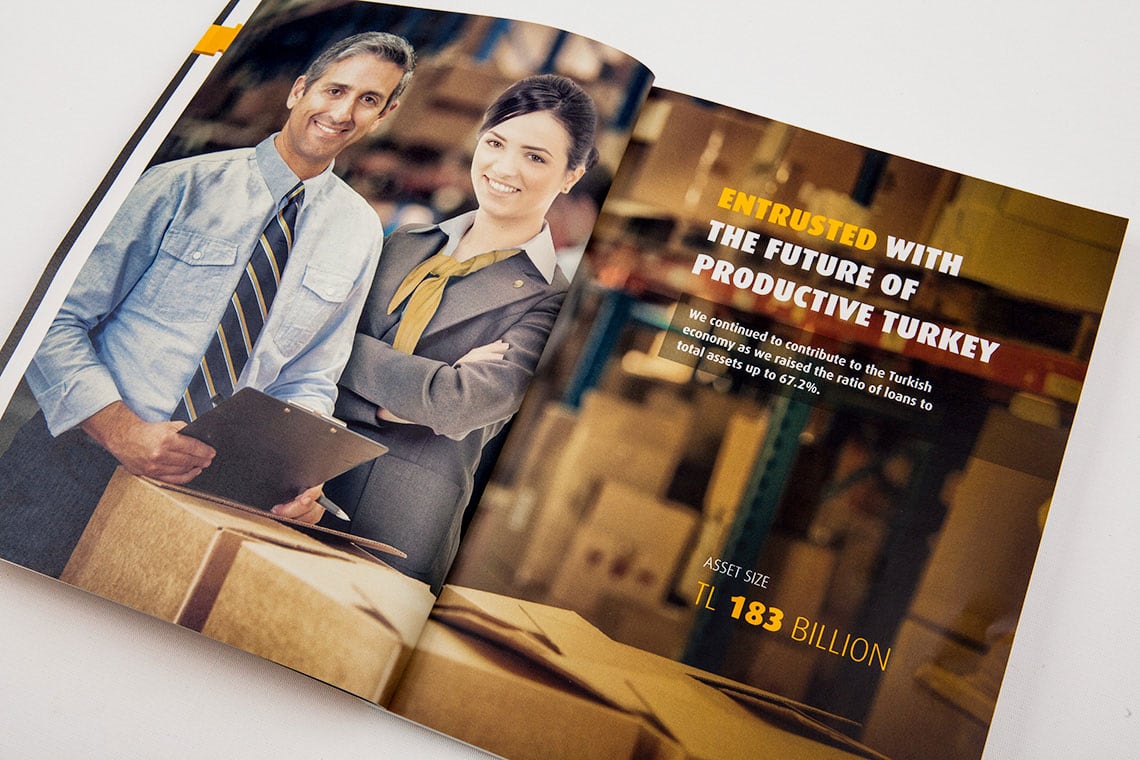 ENTRUSTED WITH
THE FUTURE OF
PRODUCTIVE TURKEY
We continued to contribute to the Turkish
economy as we raised the ratio of loans to
total assets up to 67.2%.
ASSET SIZE
TL 183 BILLION